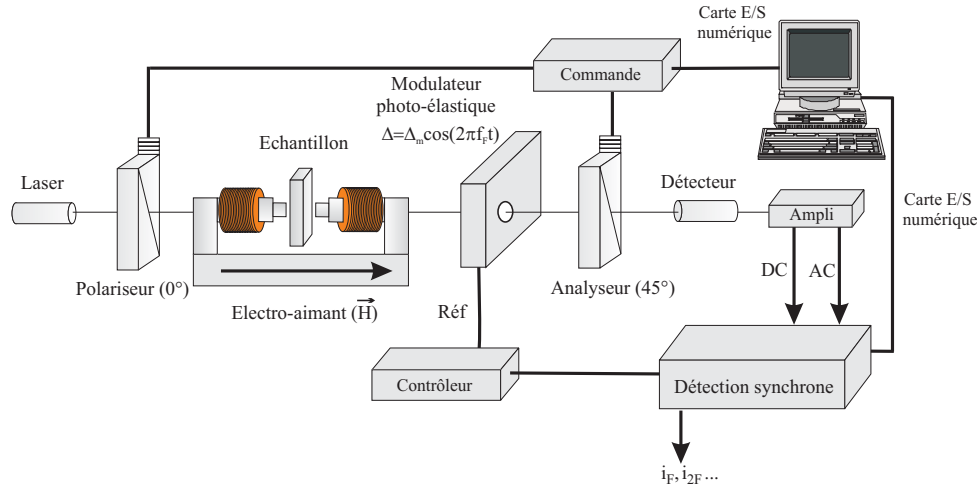 Carte E/S
numérique
Commande
Modulateur
photo-élastique
Δ=Δmcos(2πfFt)
Echantillon
Laser
Détecteur
Carte E/S
numérique
Ampli
Polariseur (0°)
Analyseur (45°)
DC
AC
Electro-aimant (H)
Réf
Contrôleur
Détection synchrone
iF, i2F ...